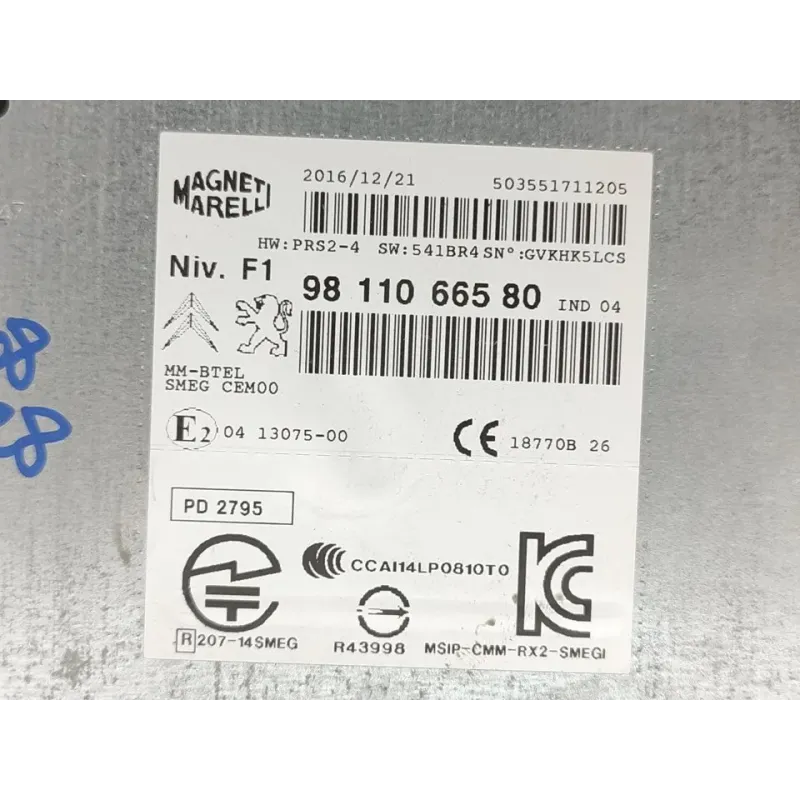 MAGNETI
MARELLI
2016/12/21 503551711205
HW:PRS2-4 SW:541BR4 SN°:GVKHK5LCS
Niv. F1
98 110 665 80 IND 04
MM-BTEL
SMEG CEM00
E2 04 13075-00
CE 18770B 26
PD 2795
CCC CCAI14LP0810T0
R 207-14SMEG
R43998
MSIP-CMM-RX2-SMEGI
88